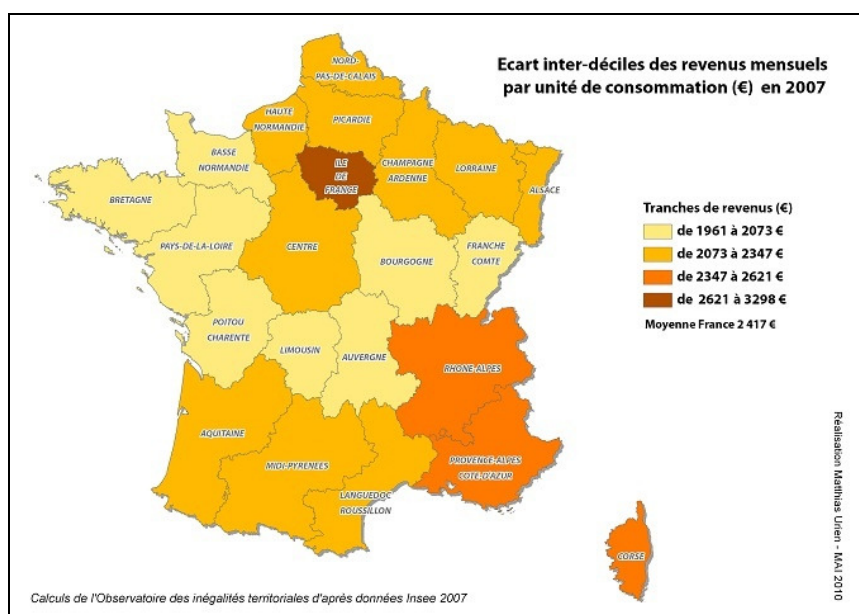 Ecart inter-déciles des revenus mensuels
par unité de consommation (€) en 2007
NORD-
PAS-DE-CALAIS
HAUTE
NORMANDIE
PICARDIE
BASSE
NORMANDIE
ILE
DE
FRANCE
CHAMPAGNE
ARDENNE
LORRAINE
ALSACE
BRETAGNE
PAYS-DE-LA-LOIRE
CENTRE
BOURGOGNE
FRANCHE
COMTE
POITOU
CHARENTE
LIMOUSIN
AUVERGNE
RHONE-ALPES
AQUITAINE
MIDI-PYRENEES
LANGUEDOC
ROUSSILLON
PROVENCE-ALPES
COTE-D'AZUR
CORSE
Tranches de revenus (€)
de 1961 à 2073 €
de 2073 à 2347 €
de 2347 à 2621 €
de 2621 à 3298 €
Moyenne France 2 417 €
Réalisation Matthias Urien - MAI 2010
Calculs de l'Observatoire des inégalités territoriales d'après données Insee 2007